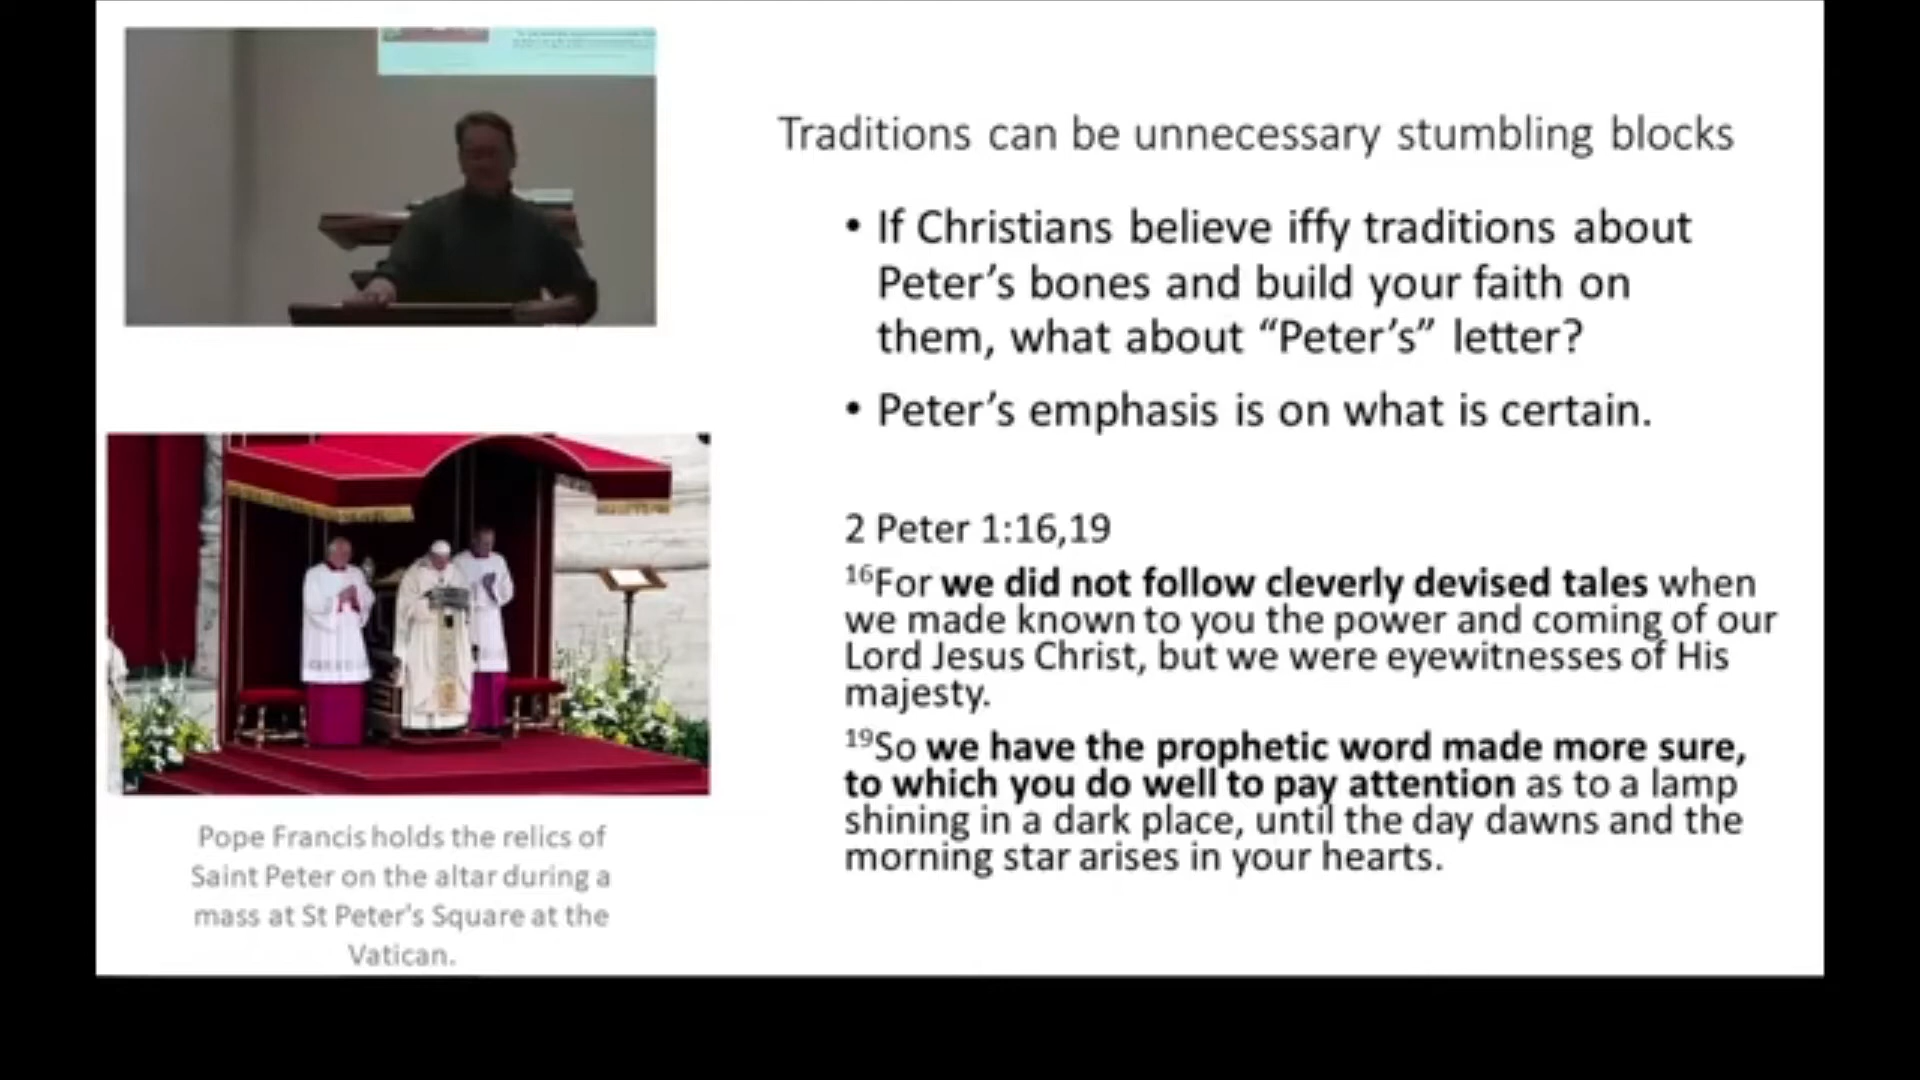 Traditions can be unnecessary stumbling blocks
• If Christians believe iffy traditions about
Peter’s bones and build your faith on
them, what about “Peter’s” letter?
• Peter’s emphasis is on what is certain.
2 Peter 1:16,19
16For we did not follow cleverly devised tales when
we made known to you the power and coming of our
Lord Jesus Christ, but we were eyewitnesses of His
majesty.
19So we have the prophetic word made more sure,
to which you do well to pay attention as to a lamp
shining in a dark place, until the day dawns and the
morning star arises in your hearts.
Pope Francis holds the relics of
Saint Peter on the altar during a
mass at St Peter's Square at the
Vatican.